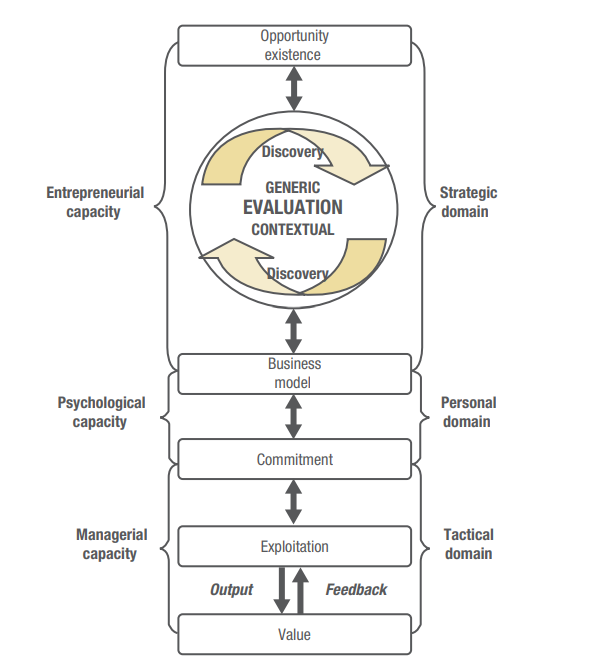 Opportunity
existence
Discovery
Entrepreneurial
capacity
GENERIC
EVALUATION
CONTEXTUAL
Strategic
domain
Discovery
Business
model
Psychological
capacity
Personal
domain
Commitment
Managerial
capacity
Exploitation
Tactical
domain
Output
Feedback
Value